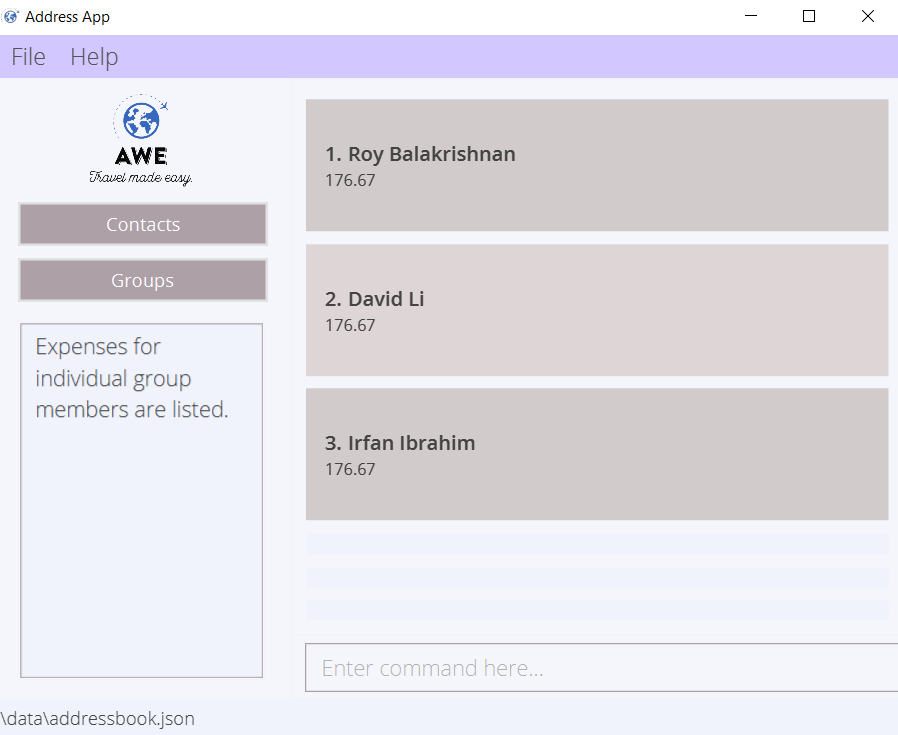 Address App
File Help
AWE
Travel made easy.
Contacts
Groups
Expenses for
individual group
members are listed.
1. Roy Balakrishnan
176.67
2. David Li
176.67
3. Irfan Ibrahim
176.67
Enter command here...
\data\addressbook.json